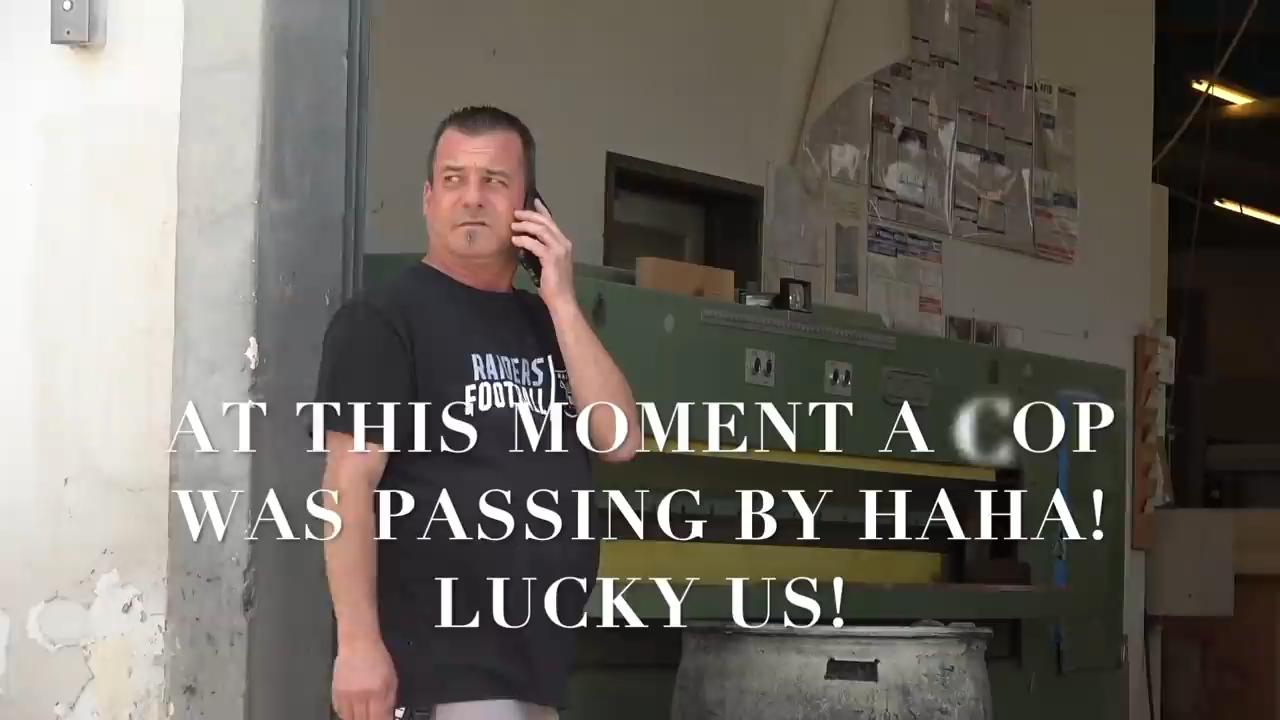 RAIDERS
FOOTBALL
AT THIS MOMENT A COP
WAS PASSING BY HAHA!
LUCKY US!